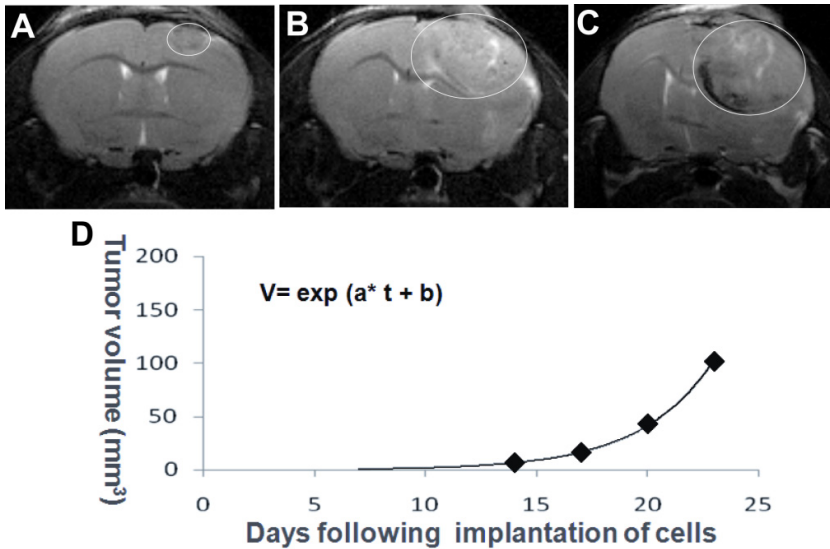 A
B
C
D
Tumor volume (mm³)
200
150
100
50
0
V= exp (a* t + b)
0
5
10
15
20
25
Days following implantation of cells